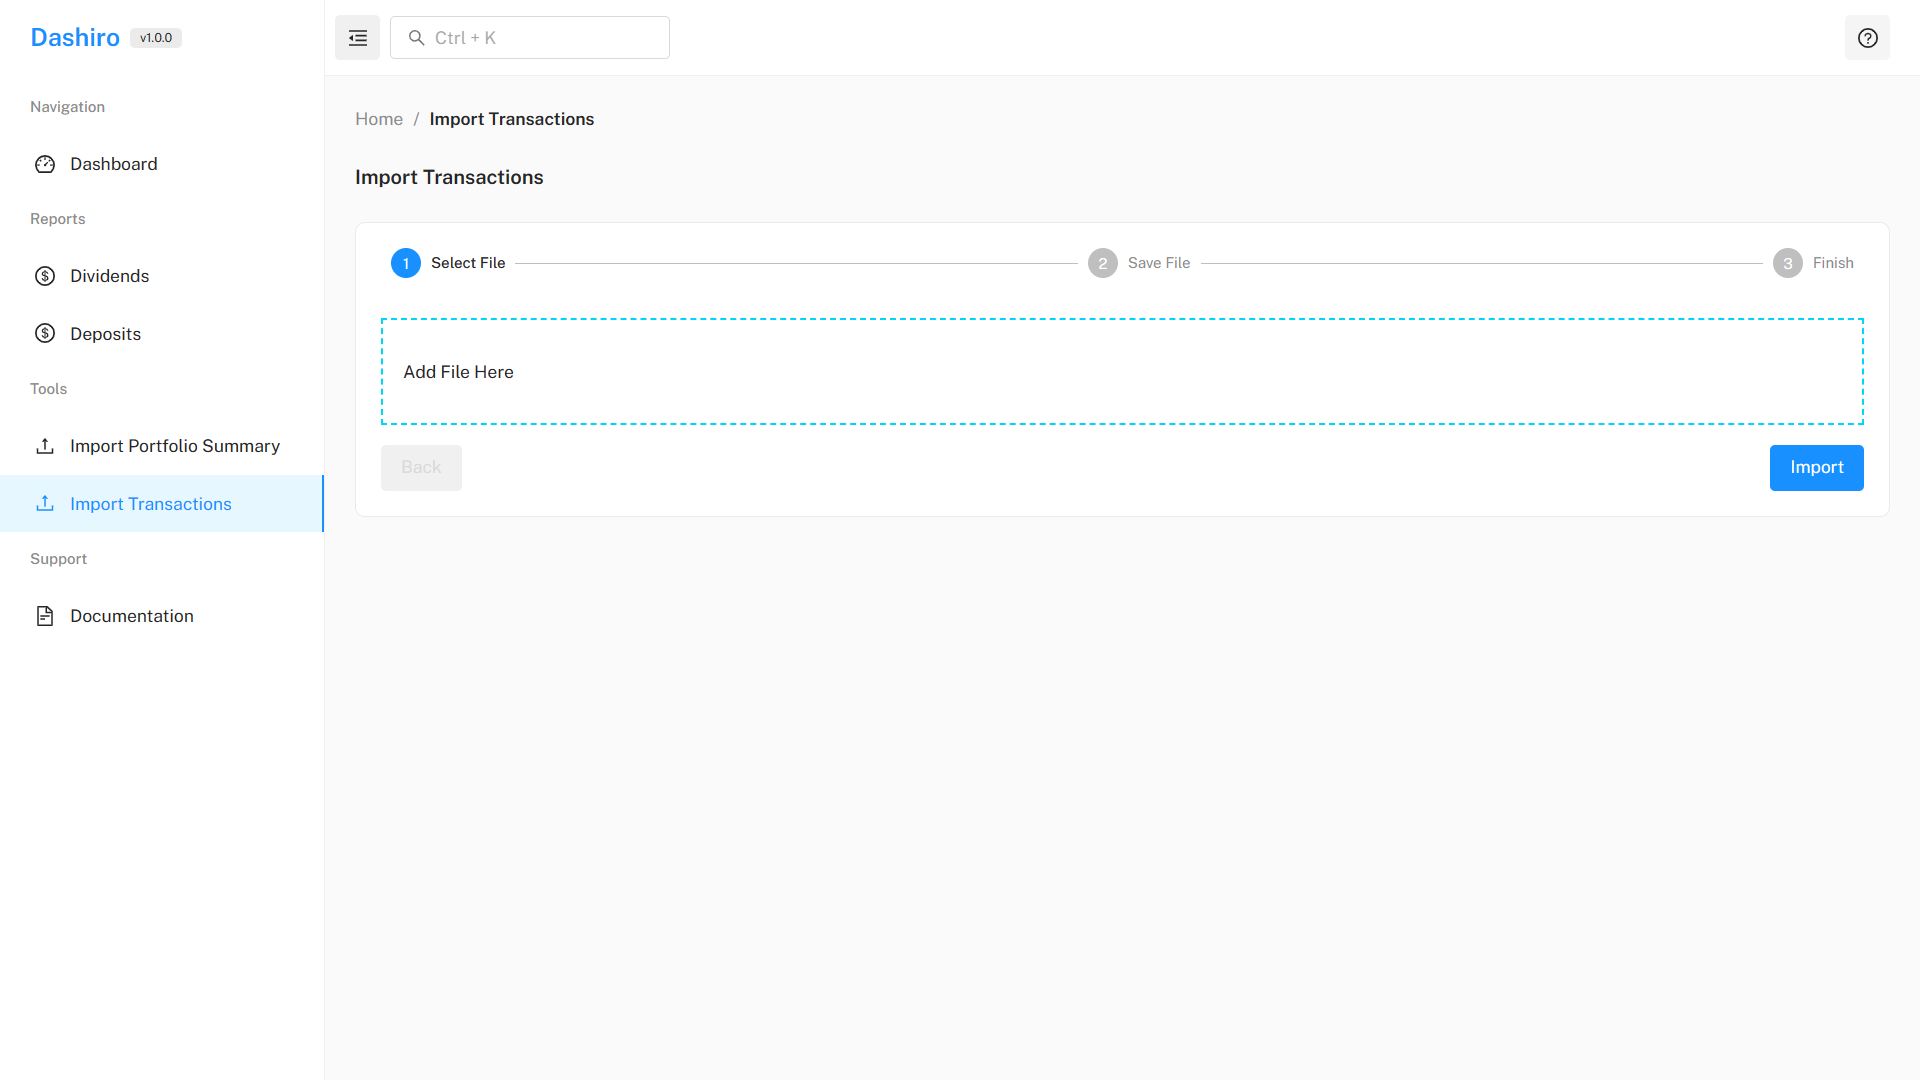 Dashiro v1.0.0
Ctrl + K
Navigation
Dashboard
Reports
Dividends
Deposits
Tools
Import Portfolio Summary
Import Transactions
Support
Documentation
Home / Import Transactions
Import Transactions
1 Select File
2 Save File
3 Finish
Add File Here
Back
Import